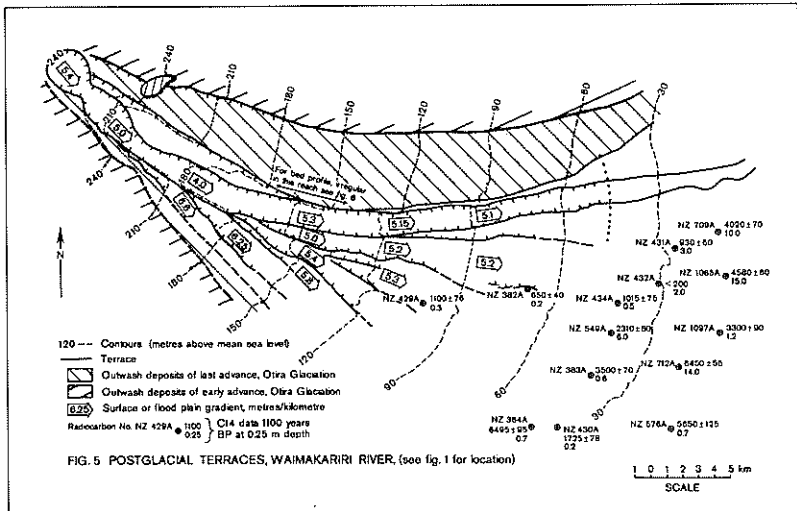 240
240
210
180
150
120
90
60
30
5.4
5.0
4.0
240
210
180
150
120
90
60
30
For bed profile, irregular
in this reach see fig. 6
5.3
5.15
5.1
5.0
5.2
5.4
5.3
5.2
6.25
5.8
N
NZ 709A 4020±70
10.0
NZ 431A 930±60
3.0
NZ 1065A 4580±60
15.0
NZ 432A <200
2.0
NZ 382A 650±40
0.2
NZ 429A 1100±76
0.3
NZ 434A 1015±75
0.5
NZ 549A 2310±60
6.0
NZ 1097A 3300±90
1.2
NZ 712A 8450±55
14.0
NZ 383A 3500±70
0.6
NZ 384A
6495±95
0.7
NZ 430A
1725±78
0.2
NZ 576A 5650±125
0.7
120 Contours (metres above mean sea level)
Terrace
Outwash deposits of last advance, Otira Glaciation
Outwash deposits of early advance, Otira Glaciation
6.25 Surface or flood plain gradient, metres/kilometre
Radiocarbon No. NZ 429A 1100 C14 data 1100 years
0.25 BP at 0.25 m depth
FIG. 5 POSTGLACIAL TERRACES, WAIMAKARIRI RIVER, (see fig. 1 for location)
1 0 1 2 3 4 5 km
SCALE